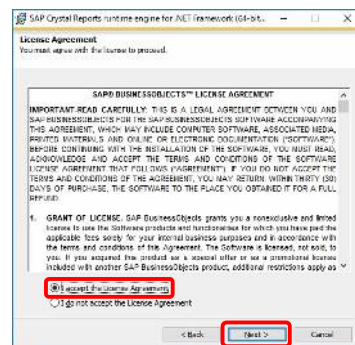 SAP Crystal Reports runtime engine for .NET Framework (64-bit...
License Agreement
You must agree with the license to proceed.
SAP® BUSINESSOBJECTS™ LICENSE AGREEMENT
IMPORTANT-READ CAREFULLY: THIS IS A LEGAL AGREEMENT BETWEEN YOU AND
SAP BUSINESSOBJECTS FOR THE SAP BUSINESSOBJECTS SOFTWARE ACCOMPANYING
THIS AGREEMENT, WHICH MAY INCLUDE COMPUTER SOFTWARE, ASSOCIATED MEDIA,
PRINTED MATERIALS AND ONLINE OR ELECTRONIC DOCUMENTATION ("SOFTWARE").
BEFORE CONTINUING WITH THE INSTALLATION OF THE SOFTWARE, YOU MUST READ,
ACKNOWLEDGE AND ACCEPT THE TERMS AND CONDITIONS OF THE SOFTWARE
LICENSE AGREEMENT THAT FOLLOWS ("AGREEMENT"). IF YOU DO NOT ACCEPT THE
TERMS AND CONDITIONS OF THE AGREEMENT, YOU MAY RETURN, WITHIN THIRTY (30)
DAYS OF PURCHASE, THE SOFTWARE TO THE PLACE YOU OBTAINED IT FOR A FULL
REFUND.
1. GRANT OF LICENSE. SAP BusinessObjects grants you a nonexclusive and limited
license to use the Software products and functionalities for which you have paid the
applicable fees solely for your internal business purposes and in accordance with
the terms and conditions of this Agreement. The Software is licensed, not sold, to
you. If you acquired this product as a special offer or as a promotional license
included with another SAP BusinessObjects product, additional restrictions apply as
I accept the License Agreement
I do not accept the License Agreement
< Back Next > Cancel